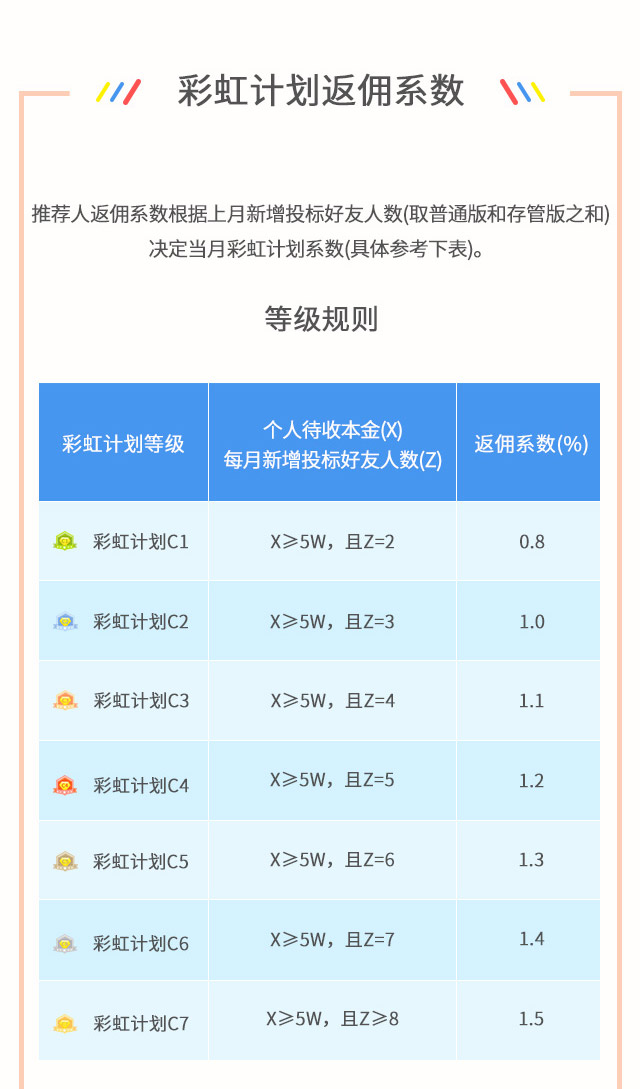 彩虹计划返佣系数
推荐人返佣系数根据上月新增投标好友人数(取普通版和存管版之和)
决定当月彩虹计划系数(具体参考下表)。
等级规则
彩虹计划等级
个人待收本金(X)
每月新增投标好友人数(Z)
返佣系数(%)
彩虹计划C1
X≥5W，且Z=2
0.8
彩虹计划C2
X≥5W，且Z=3
1.0
彩虹计划C3
X≥5W，且Z=4
1.1
彩虹计划C4
X≥5W，且Z=5
1.2
彩虹计划C5
X≥5W，且Z=6
1.3
彩虹计划C6
X≥5W，且Z=7
1.4
彩虹计划C7
X≥5W，且Z≥8
1.5